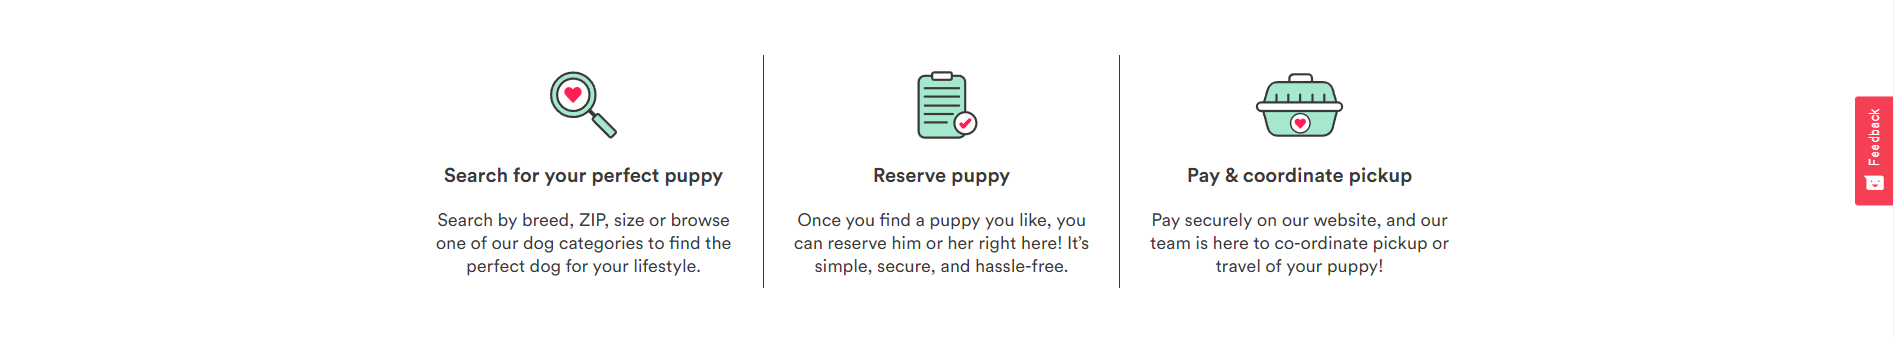 Search for your perfect puppy
Search by breed, ZIP, size or browse
one of our dog categories to find the
perfect dog for your lifestyle.
Reserve puppy
Once you find a puppy you like, you
can reserve him or her right here! It’s
simple, secure, and hassle-free.
Pay & coordinate pickup
Pay securely on our website, and our
team is here to co-ordinate pickup or
travel of your puppy!
Feedback